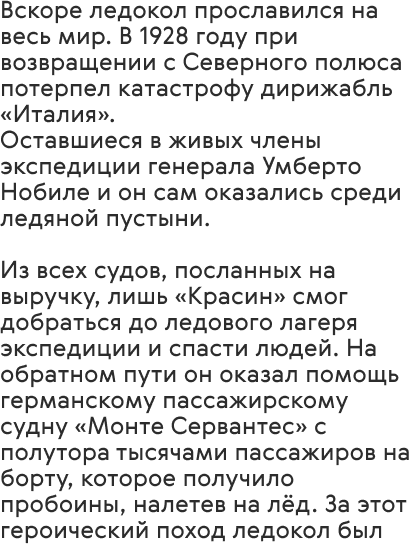 Вскоре ледокол прославился на
весь мир. В 1928 году при
возвращении с Северного полюса
потерпел катастрофу дирижабль
«Италия».
Оставшиеся в живых члены
экспедиции генерала Умберто
Нобиле и он сам оказались среди
ледяной пустыни.

Из всех судов, посланных на
выручку, лишь «Красин» смог
добраться до ледового лагеря
экспедиции и спасти людей. На
обратном пути он оказал помощь
германскому пассажирскому
судну «Монте Сервантес» с
полутора тысячами пассажиров на
борту, которое получило
пробоины, налетев на лёд. За этот
героический поход ледокол был